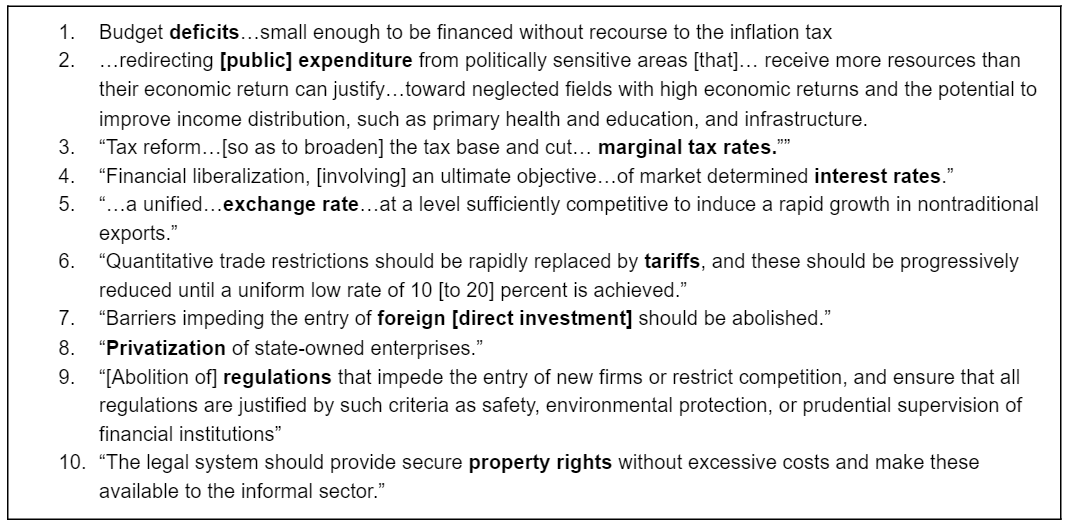 1. Budget deficits…small enough to be financed without recourse to the inflation tax
2. …redirecting [public] expenditure from politically sensitive areas [that]… receive more resources than
their economic return can justify…toward neglected fields with high economic returns and the potential to
improve income distribution, such as primary health and education, and infrastructure.
3. “Tax reform…[so as to broaden] the tax base and cut… marginal tax rates.””
4. “Financial liberalization, [involving] an ultimate objective…of market determined interest rates.”
5. “…a unified…exchange rate…at a level sufficiently competitive to induce a rapid growth in nontraditional
exports.”
6. “Quantitative trade restrictions should be rapidly replaced by tariffs, and these should be progressively
reduced until a uniform low rate of 10 [to 20] percent is achieved.”
7. “Barriers impeding the entry of foreign [direct investment] should be abolished.”
8. “Privatization of state-owned enterprises.”
9. “[Abolition of] regulations that impede the entry of new firms or restrict competition, and ensure that all
regulations are justified by such criteria as safety, environmental protection, or prudential supervision of
financial institutions”
10. “The legal system should provide secure property rights without excessive costs and make these
available to the informal sector.”